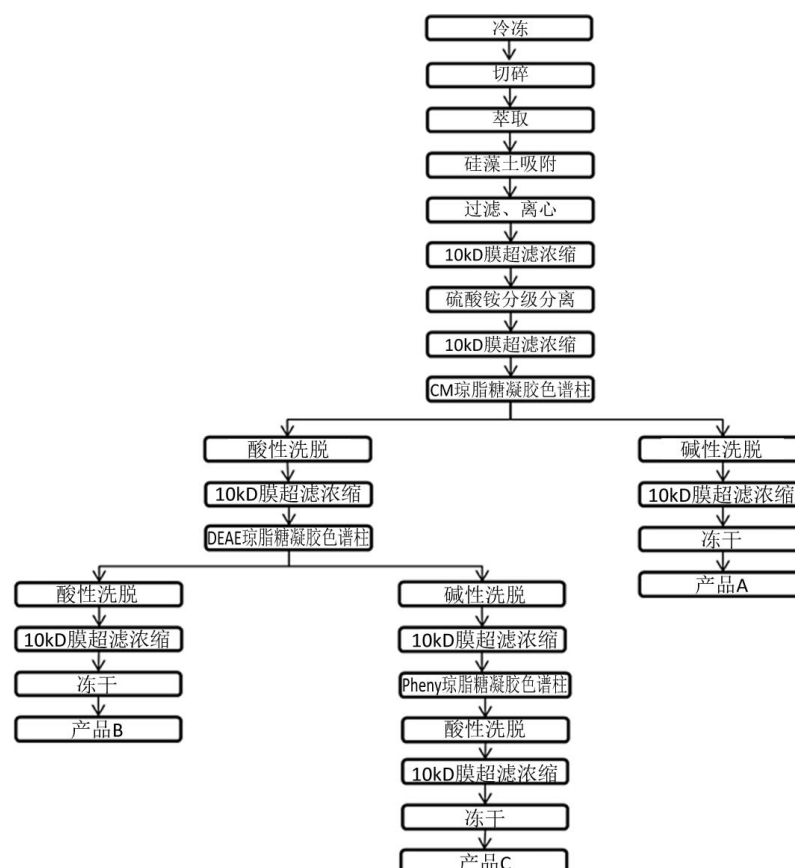 冷冻
切碎
萃取
硅藻土吸附
过滤、离心
10kD膜超滤浓缩
硫酸铵分级分离
10kD膜超滤浓缩
CM琼脂糖凝胶色谱柱
酸性洗脱
10kD膜超滤浓缩
DEAE琼脂糖凝胶色谱柱
酸性洗脱
10kD膜超滤浓缩
冻干
产品B
碱性洗脱
10kD膜超滤浓缩
Pheny琼脂糖凝胶色谱柱
酸性洗脱
10kD膜超滤浓缩
冻干
产品C
碱性洗脱
10kD膜超滤浓缩
冻干
产品A